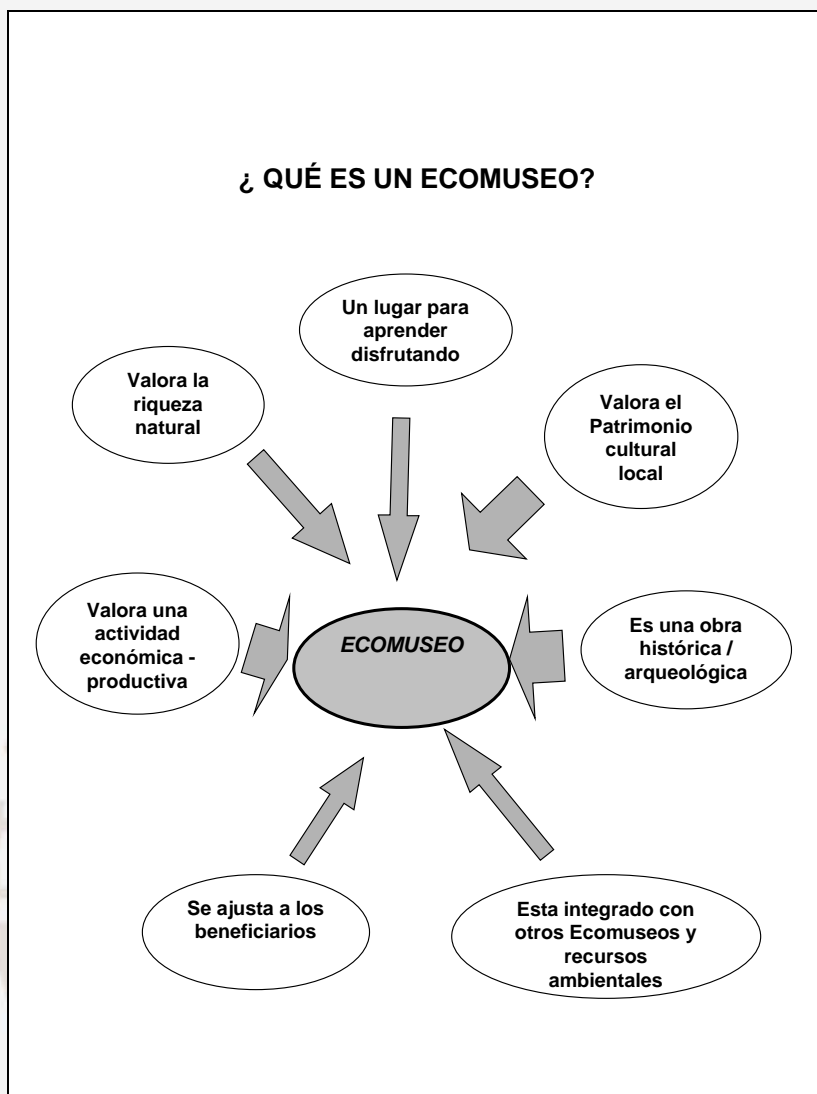 ¿ QUÉ ES UN ECOMUSEO?
Un lugar para
aprender
disfrutando
Valora la
riqueza
natural
Valora el
Patrimonio
cultural
local
Valora una
actividad
económica -
productiva
ECOMUSEO
Es una obra
histórica /
arqueológica
Se ajusta a los
beneficiarios
Esta integrado con
otros Ecomuseos y
recursos
ambientales